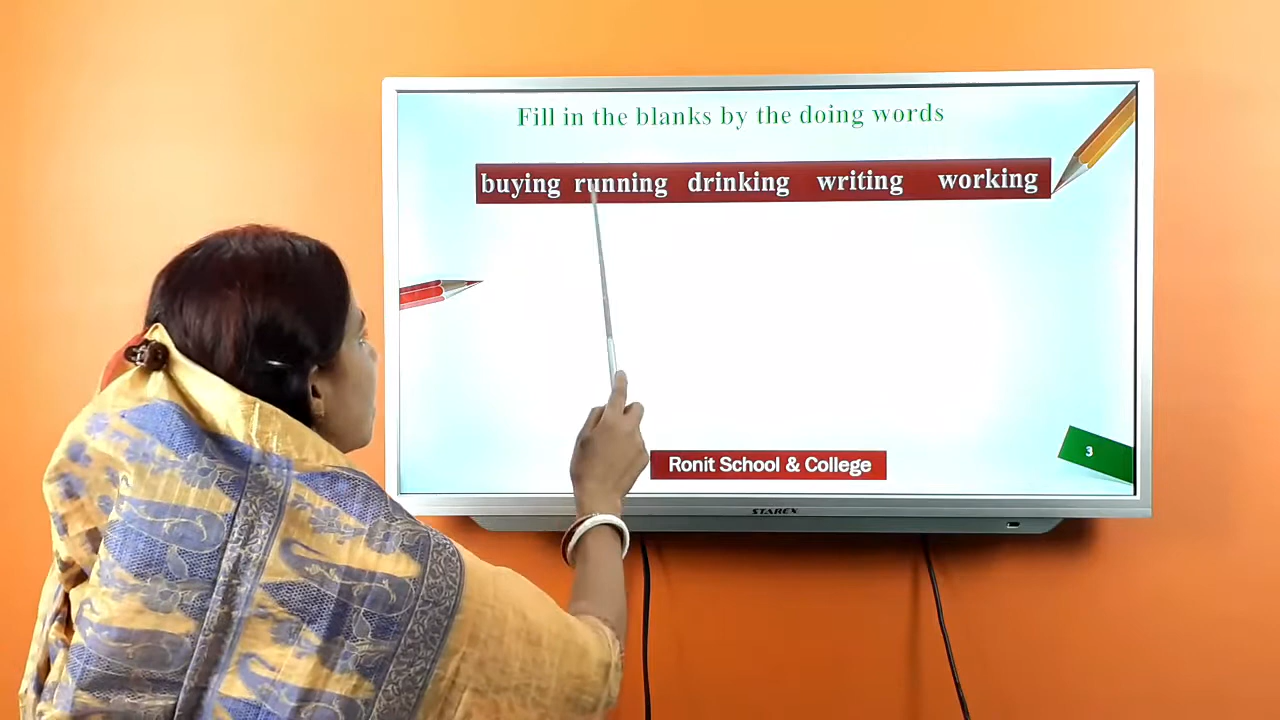 Fill in the blanks by the doing words
buying running drinking writing working
3
Ronit School & College
STAREX